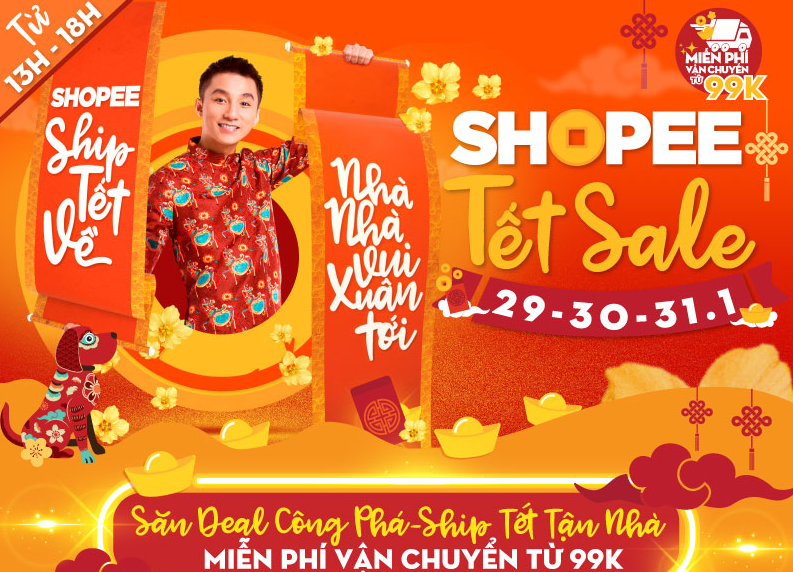 TỪ
13H - 18H
SHOPEE
Ship
Tết
Về
Nhà
Nhà
vui
Xuân
tới
MIỄN PHÍ
VẬN CHUYỂN
TỪ 99K
SHOPEE
Tết Sale
29-30-31.1
Săn Deal Công Phá-Ship Tết Tận Nhà
MIỄN PHÍ VẬN CHUYỂN TỪ 99K